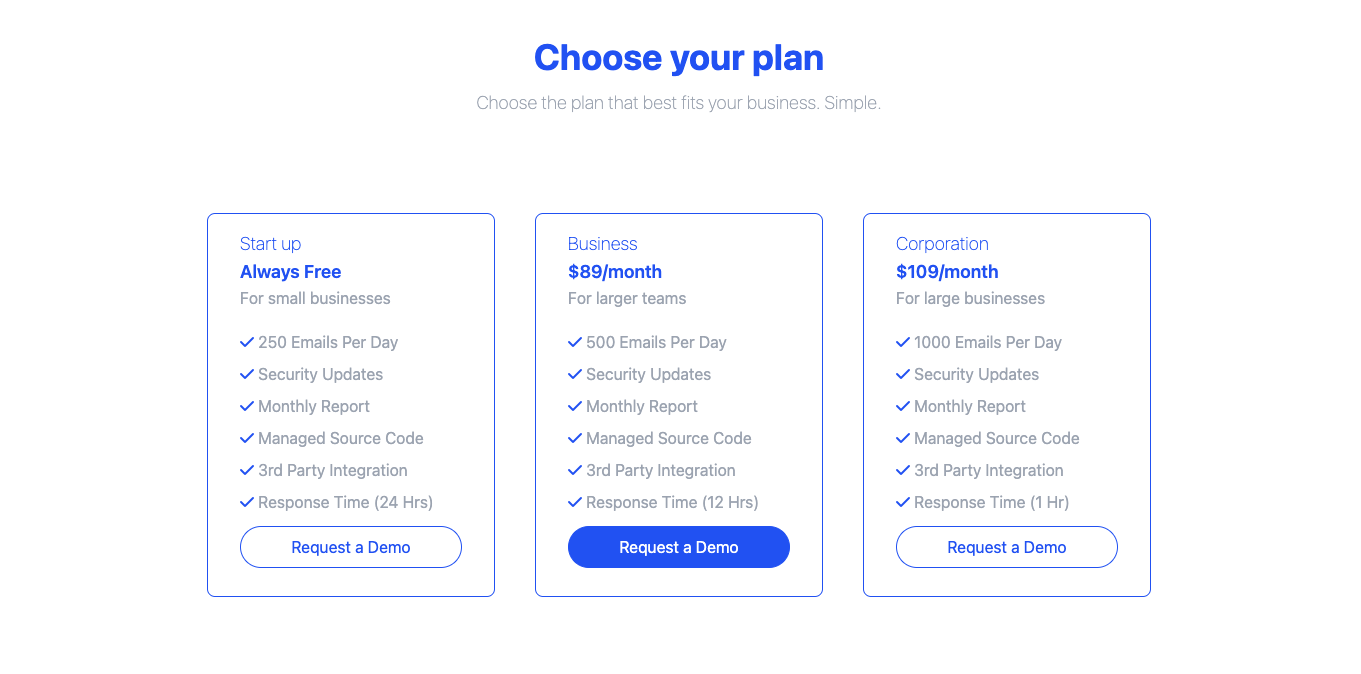 Choose your plan
Choose the plan that best fits your business. Simple.
Start up
Always Free
For small businesses
250 Emails Per Day
Security Updates
Monthly Report
Managed Source Code
3rd Party Integration
Response Time (24 Hrs)
Request a Demo
Business
$89/month
For larger teams
500 Emails Per Day
Security Updates
Monthly Report
Managed Source Code
3rd Party Integration
Response Time (12 Hrs)
Request a Demo
Corporation
$109/month
For large businesses
1000 Emails Per Day
Security Updates
Monthly Report
Managed Source Code
3rd Party Integration
Response Time (1 Hr)
Request a Demo